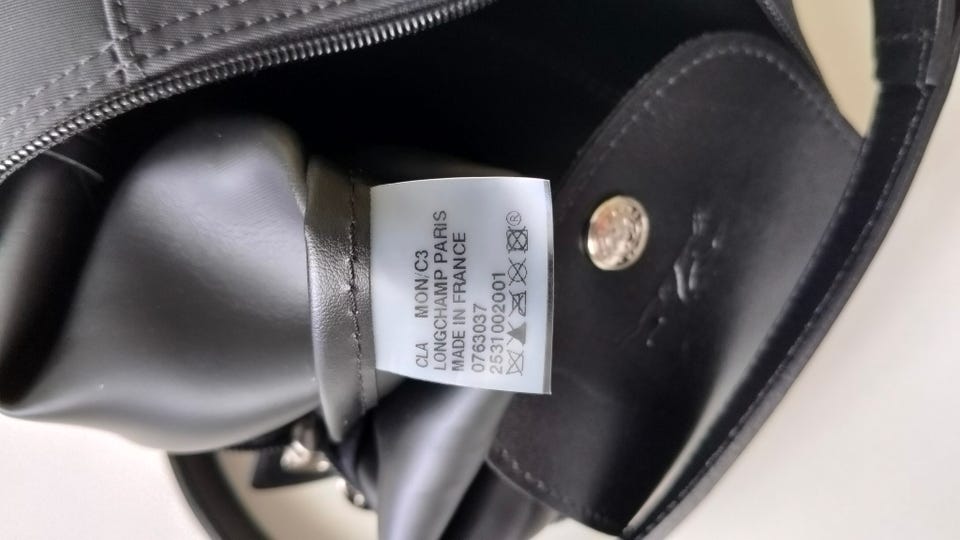 CLA MON/C3
LONGCHAMP PARIS
MADE IN FRANCE
0763037
2531002001
®